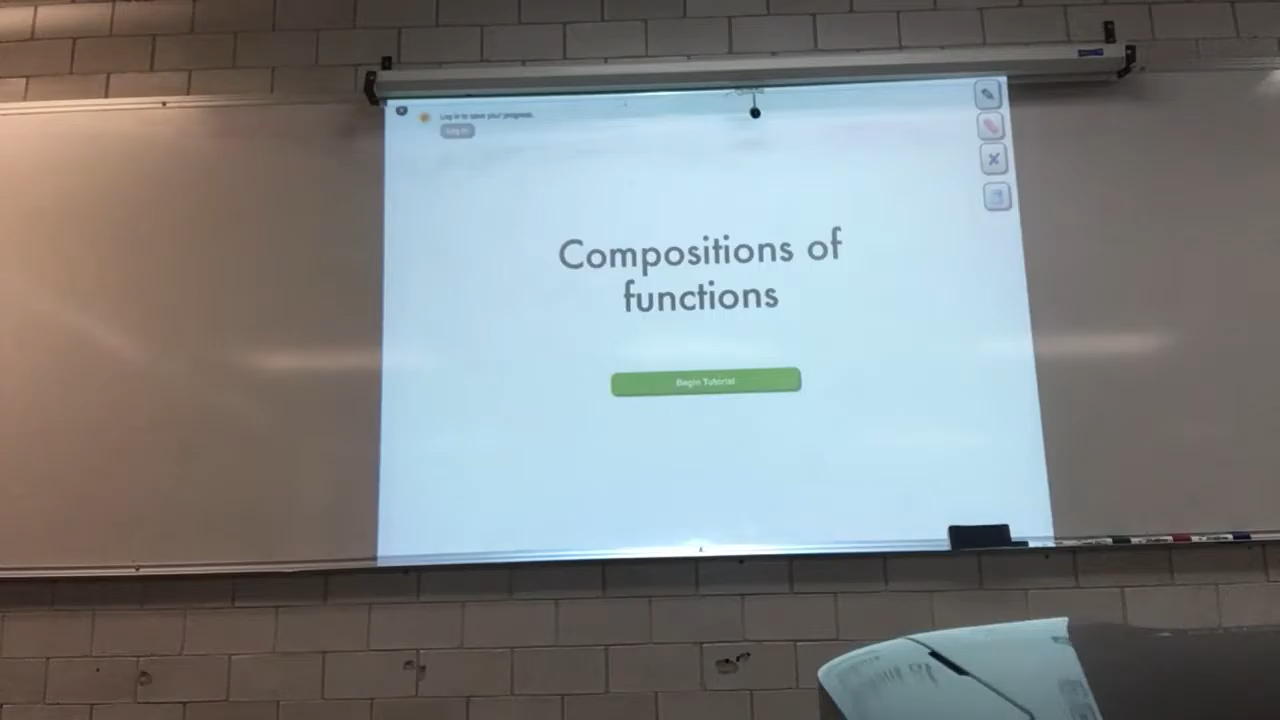 Log in to save your progress.
Log in
Compositions of
functions
Begin Tutorial